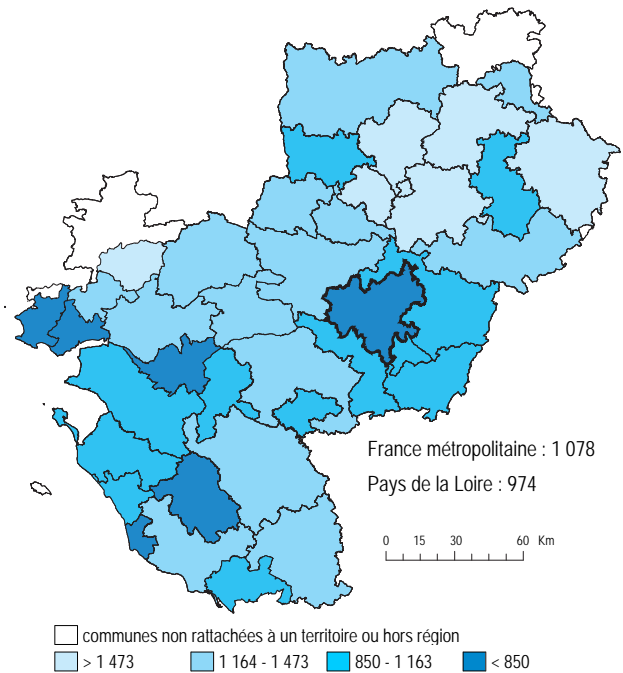 France métropolitaine : 1 078
Pays de la Loire : 974
0 15 30 60 Km
communes non rattachées à un territoire ou hors région
> 1 473 1 164 - 1 473 850 - 1 163 < 850